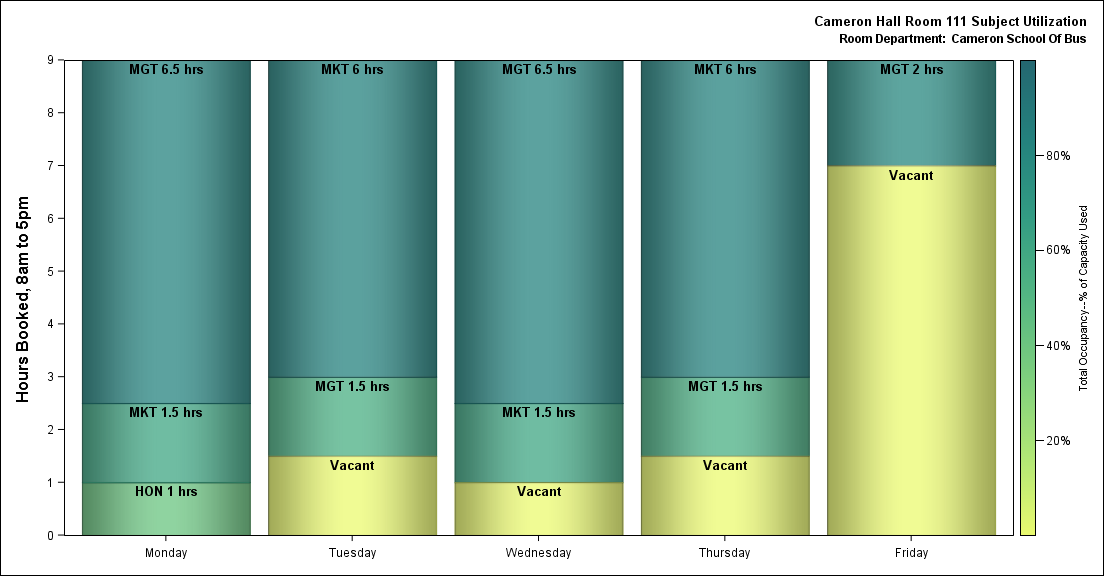 Cameron Hall Room 111 Subject Utilization
Room Department: Cameron School Of Bus
Hours Booked, 8am to 5pm
9
8
7
6
5
4
3
2
1
0
MGT 6.5 hrs
MKT 1.5 hrs
HON 1 hrs
MKT 6 hrs
MGT 1.5 hrs
Vacant
MGT 6.5 hrs
MKT 1.5 hrs
Vacant
MKT 6 hrs
MGT 1.5 hrs
Vacant
MGT 2 hrs
Vacant
Monday Tuesday Wednesday Thursday Friday
80%
60%
40%
20%
Total Occupancy--% of Capacity Used